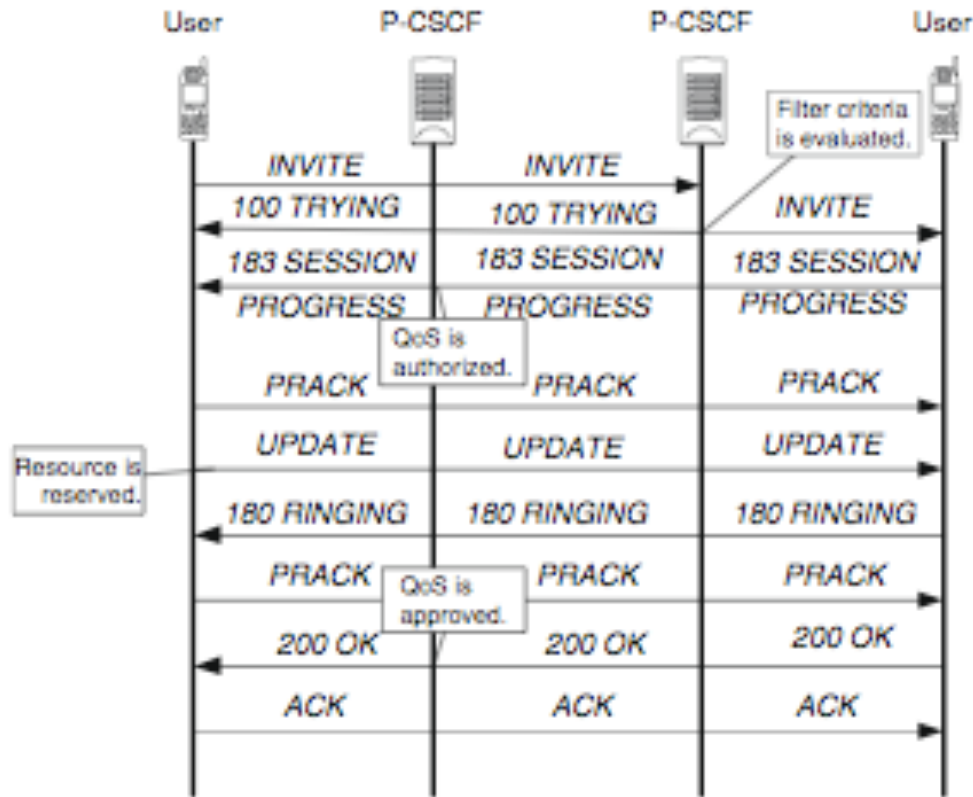 User P-CSCF P-CSCF User
Filter criteria
is evaluated.
INVITE INVITE
100 TRYING 100 TRYING INVITE
183 SESSION 183 SESSION 183 SESSION
PROGRESS PROGRESS PROGRESS
QoS is
authorized.
PRACK PRACK PRACK
UPDATE UPDATE UPDATE
Resource is
reserved.
180 RINGING 180 RINGING 180 RINGING
PRACK PRACK PRACK
QoS is
approved.
200 OK 200 OK 200 OK
ACK ACK ACK